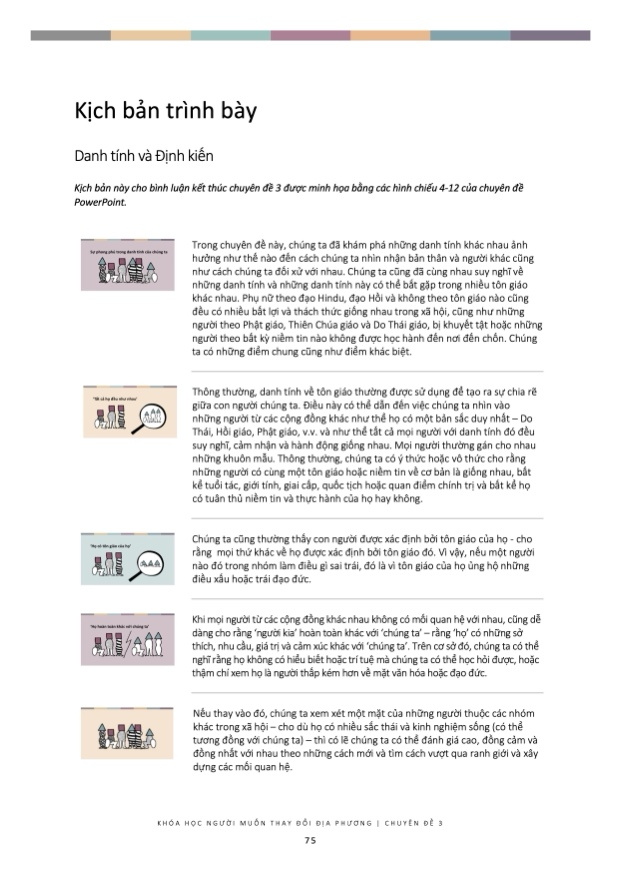 Kịch bản trình bày
Danh tính và Định kiến
Kịch bản này cho bình luận kết thúc chuyên đề 3 được minh họa bằng các hình chiếu 4-12 của chuyên đề
PowerPoint.
Sự phong phú trong danh tính của chúng ta
Trong chuyên đề này, chúng ta đã khám phá những danh tính khác nhau ảnh
hưởng như thế nào đến cách chúng ta nhìn nhận bản thân và người khác cũng
như cách chúng ta đối xử với nhau. Chúng ta cũng đã cùng nhau suy nghĩ về
những danh tính và những danh tính này có thể bắt gặp trong nhiều tôn giáo
khác nhau. Phụ nữ theo đạo Hindu, đạo Hồi và không theo tôn giáo nào cũng
đều có nhiều bất lợi và thách thức giống nhau trong xã hội, cũng như những
người theo Phật giáo, Thiên Chúa giáo và Do Thái giáo, bị khuyết tật hoặc những
người theo bất kỳ niềm tin nào không được học hành đến nơi đến chốn. Chúng
ta có những điểm chung cũng như điểm khác biệt.
'Tất cả họ đều như nhau'
Thông thường, danh tính về tôn giáo thường được sử dụng để tạo ra sự chia rẽ
giữa con người chúng ta. Điều này có thể dẫn đến việc chúng ta nhìn vào
những người từ các cộng đồng khác như thể họ có một bản sắc duy nhất – Do
Thái, Hồi giáo, Phật giáo, v.v. và như thể tất cả mọi người với danh tính đó đều
suy nghĩ, cảm nhận và hành động giống nhau. Mọi người thường gán cho nhau
những khuôn mẫu. Thông thường, chúng ta có ý thức hoặc vô thức cho rằng
những người có cùng một tôn giáo hoặc niềm tin về cơ bản là giống nhau, bất
kể tuổi tác, giới tính, giai cấp, quốc tịch hoặc quan điểm chính trị và bất kể họ
có tuân thủ niềm tin và thực hành của họ hay không.
'Họ có tôn giáo của họ'
Chúng ta cũng thường thấy con người được xác định bởi tôn giáo của họ - cho
rằng mọi thứ khác về họ được xác định bởi tôn giáo đó. Vì vậy, nếu một người
nào đó trong nhóm làm điều gì sai trái, đó là vì tôn giáo của họ ủng hộ những
điều xấu hoặc trái đạo đức.
'Họ hoàn toàn khác với chúng ta'
Khi mọi người từ các cộng đồng khác nhau không có mối quan hệ với nhau, cũng dễ
dàng cho rằng 'người kia' hoàn toàn khác với 'chúng ta' – rằng 'họ' có những sở
thích, nhu cầu, giá trị và cảm xúc khác với 'chúng ta'. Trên cơ sở đó, chúng ta có thể
nghĩ rằng họ không có hiểu biết hoặc trí tuệ mà chúng ta có thể học hỏi được, hoặc
thậm chí xem họ là người thấp kém hơn về mặt văn hóa hoặc đạo đức.
Nếu thay vào đó, chúng ta xem xét một mặt của những người thuộc các nhóm
khác trong xã hội – cho dù họ có nhiều sắc thái và kinh nghiệm sống (có thể
tương đồng với chúng ta) – thì có lẽ chúng ta có thể đánh giá cao, đồng cảm và
đồng nhất với nhau theo những cách mới và tìm cách vượt qua ranh giới và xây
dựng các mối quan hệ.
KHÓA HỌC NGƯỜI MUỐN THAY ĐỔI ĐỊA PHƯƠNG | CHUYÊN ĐỀ 3
75